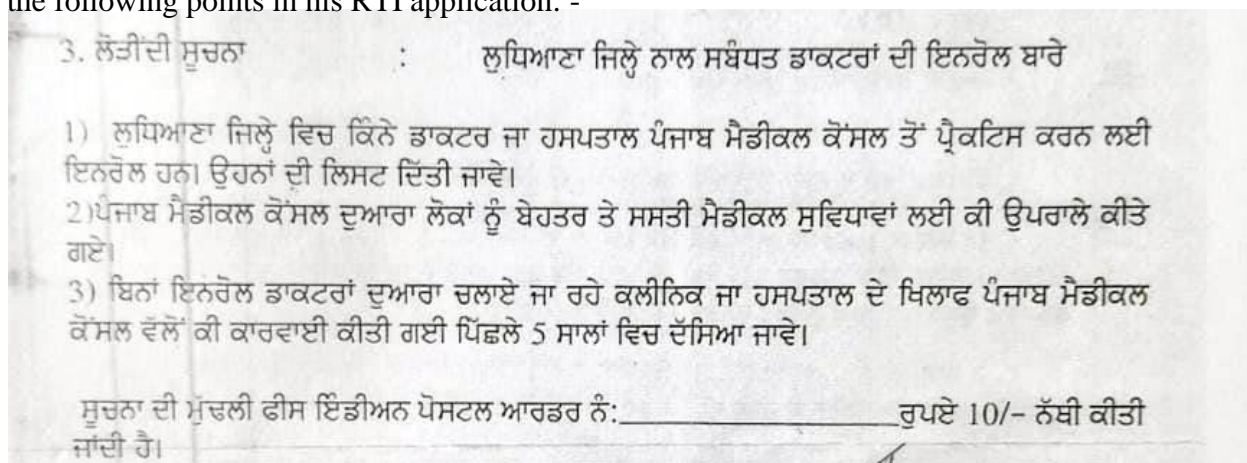 the following points in his RTI application: -
3. ਲੋੜੀਂਦੀ ਸੂਚਨਾ : ਲੁਧਿਆਣਾ ਜਿਲ੍ਹੇ ਨਾਲ ਸਬੰਧਤ ਡਾਕਟਰਾਂ ਦੀ ਇਨਰੋਲ ਬਾਰੇ
1) ਲੁਧਿਆਣਾ ਜਿਲ੍ਹੇ ਵਿਚ ਕਿੰਨੇ ਡਾਕਟਰ ਜਾ ਹਸਪਤਾਲ ਪੰਜਾਬ ਮੈਡੀਕਲ ਕੋਂਸਲ ਤੋਂ ਪ੍ਰੈਕਟਿਸ ਕਰਨ ਲਈ
ਇਨਰੋਲ ਹਨ। ਉਹਨਾਂ ਦੀ ਲਿਸਟ ਦਿੱਤੀ ਜਾਵੇ।
2)ਪੰਜਾਬ ਮੈਡੀਕਲ ਕੋਂਸਲ ਦੁਆਰਾ ਲੋਕਾਂ ਨੂੰ ਬੇਹਤਰ ਤੇ ਸਸਤੀ ਮੈਡੀਕਲ ਸੁਵਿਧਾਵਾਂ ਲਈ ਕੀ ਉਪਰਾਲੇ ਕੀਤੇ
ਗਏ।
3) ਬਿਨਾਂ ਇਨਰੋਲ ਡਾਕਟਰਾਂ ਦੁਆਰਾ ਚਲਾਏ ਜਾ ਰਹੇ ਕਲੀਨਿਕ ਜਾ ਹਸਪਤਾਲ ਦੇ ਖਿਲਾਫ ਪੰਜਾਬ ਮੈਡੀਕਲ
ਕੋਂਸਲ ਵੱਲੋਂ ਕੀ ਕਾਰਵਾਈ ਕੀਤੀ ਗਈ ਪਿੱਛਲੇ 5 ਸਾਲਾਂ ਵਿਚ ਦੱਸਿਆ ਜਾਵੇ।
ਸੂਚਨਾ ਦੀ ਮੁੱਢਲੀ ਫੀਸ ਇੰਡੀਅਨ ਪੋਸਟਲ ਆਰਡਰ ਨੰ:_______________ਰੁਪਏ 10/- ਨੱਥੀ ਕੀਤੀ
ਜਾਂਦੀ ਹੈ।